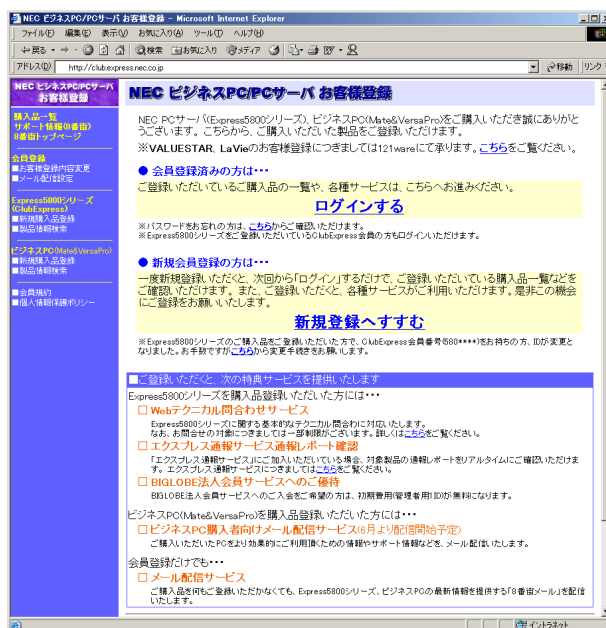 NEC ビジネスPC/PCサーバ お客様登録 - Microsoft Internet Explorer
ファイル(F) 編集(E) 表示(V) お気に入り(A) ツール(T) ヘルプ(H)
戻る 検索 お気に入り メディア
アドレス(D) http://club.express.nec.co.jp 移動 リンク
NEC ビジネスPC/PCサーバ
お客様登録
購入品一覧
サポート情報(8番街)
8番街トップページ
会員登録
■お客様登録内容変更
■メール配信設定
Express5800シリーズ
(ClubExpress)
■新規購入品登録
■製品情報検索
ビジネスPC(Mate&VersaPro)
■新規購入品登録
■製品情報検索
■会員規約
■個人情報保護ポリシー
NEC ビジネスPC/PCサーバ お客様登録
NEC PCサーバ(Express5800シリーズ)、ビジネスPC(Mate&VersaPro)をご購入いただき誠にありがと
うございます。こちらから、ご購入いただいた製品をご登録いただけます。
※VALUESTAR、LaVieのお客様登録につきましては121wareにて承ります。こちらをご覧ください。
● 会員登録済みの方は・・・
ご登録いただいているご購入品の一覧や、各種サービスは、こちらへお進みください。
ログインする
※パスワードをお忘れの方は、こちらからご確認いただけます。
※Express5800シリーズをご登録いただいているClubExpress会員の方もログインいただけます。
● 新規会員登録の方は・・・
一度新規登録いただくと、次回から「ログイン」するだけで、ご登録いただいている購入品一覧などを
ご確認いただけます。また、ご登録いただくと、各種サービスがご利用いただけます。是非この機会
にご登録をお願いいたします。
新規登録へすすむ
※Express5800シリーズのご購入品をご登録いただいた方で、ClubExpress会員番号(580****)をお持ちの方、IDが変更と
なりました。お手数ですがこちらから変更手続きをお願いします。
■ご登録いただくと、次の特典サービスを提供いたします
Express5800シリーズを購入品登録いただいた方には・・・
□ Webテクニカル問合わせサービス
Express5800シリーズに関する基本的なテクニカル問合わに対応いたします。
なお、お問合せの対象につきましては一部制限がございます。詳しくはこちらをご覧ください。
□ エクスプレス通報サービス通報レポート確認
「エクスプレス通報サービス」にご加入いただいている場合、対象製品の通報レポートをリアルタイムにご確認いただけま
す。エクスプレス通報サービスにつきましてはこちらをご覧ください。
□ BIGLOBE法人会員サービスへのご優待
BIGLOBE法人会員サービスへのご入会をご希望の方は、初期費用(管理者用ID)が無料になります。
ビジネスPC(Mate&VersaPro)を購入品登録いただいた方には・・・
□ ビジネスPC購入者向けメール配信サービス(6月より配信開始予定)
ご購入いただいたPCをより効果的にご利用頂くための情報やサポート情報などを、メール配信いたします。
会員登録だけでも・・・
□ メール配信サービス
ご購入品を何もご登録いただかなくても、Express5800シリーズ、ビジネスPCの最新情報を提供する「8番街メール」を配信
いたします。
イントラネット